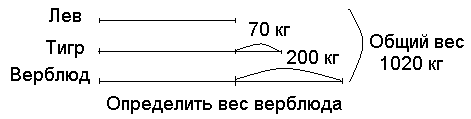 Лев
70 кг
Тигр
200 кг
Верблюд
Общий вес
1020 кг
Определить вес верблюда